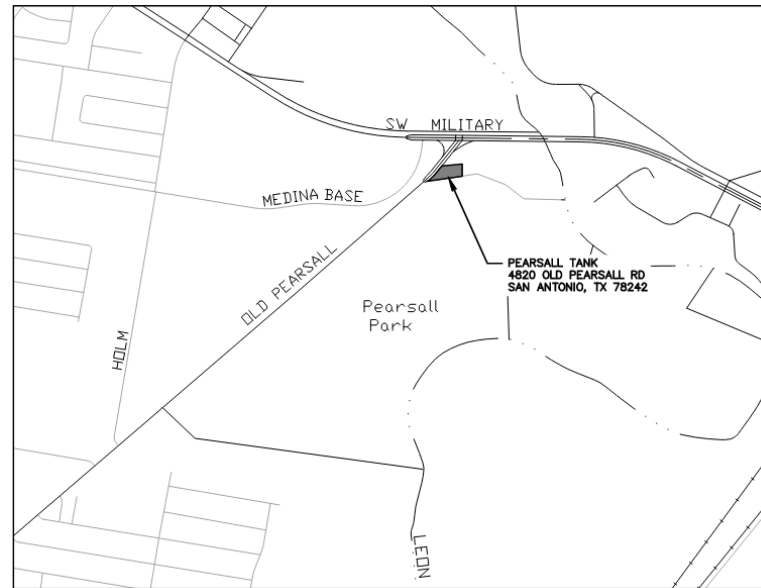 SW MILITARY
MEDINA BASE
OLD PEARSALL
PEARSALL TANK
4820 OLD PEARSALL RD
SAN ANTONIO, TX 78242
Pearsall
Park
HOLM
LEON